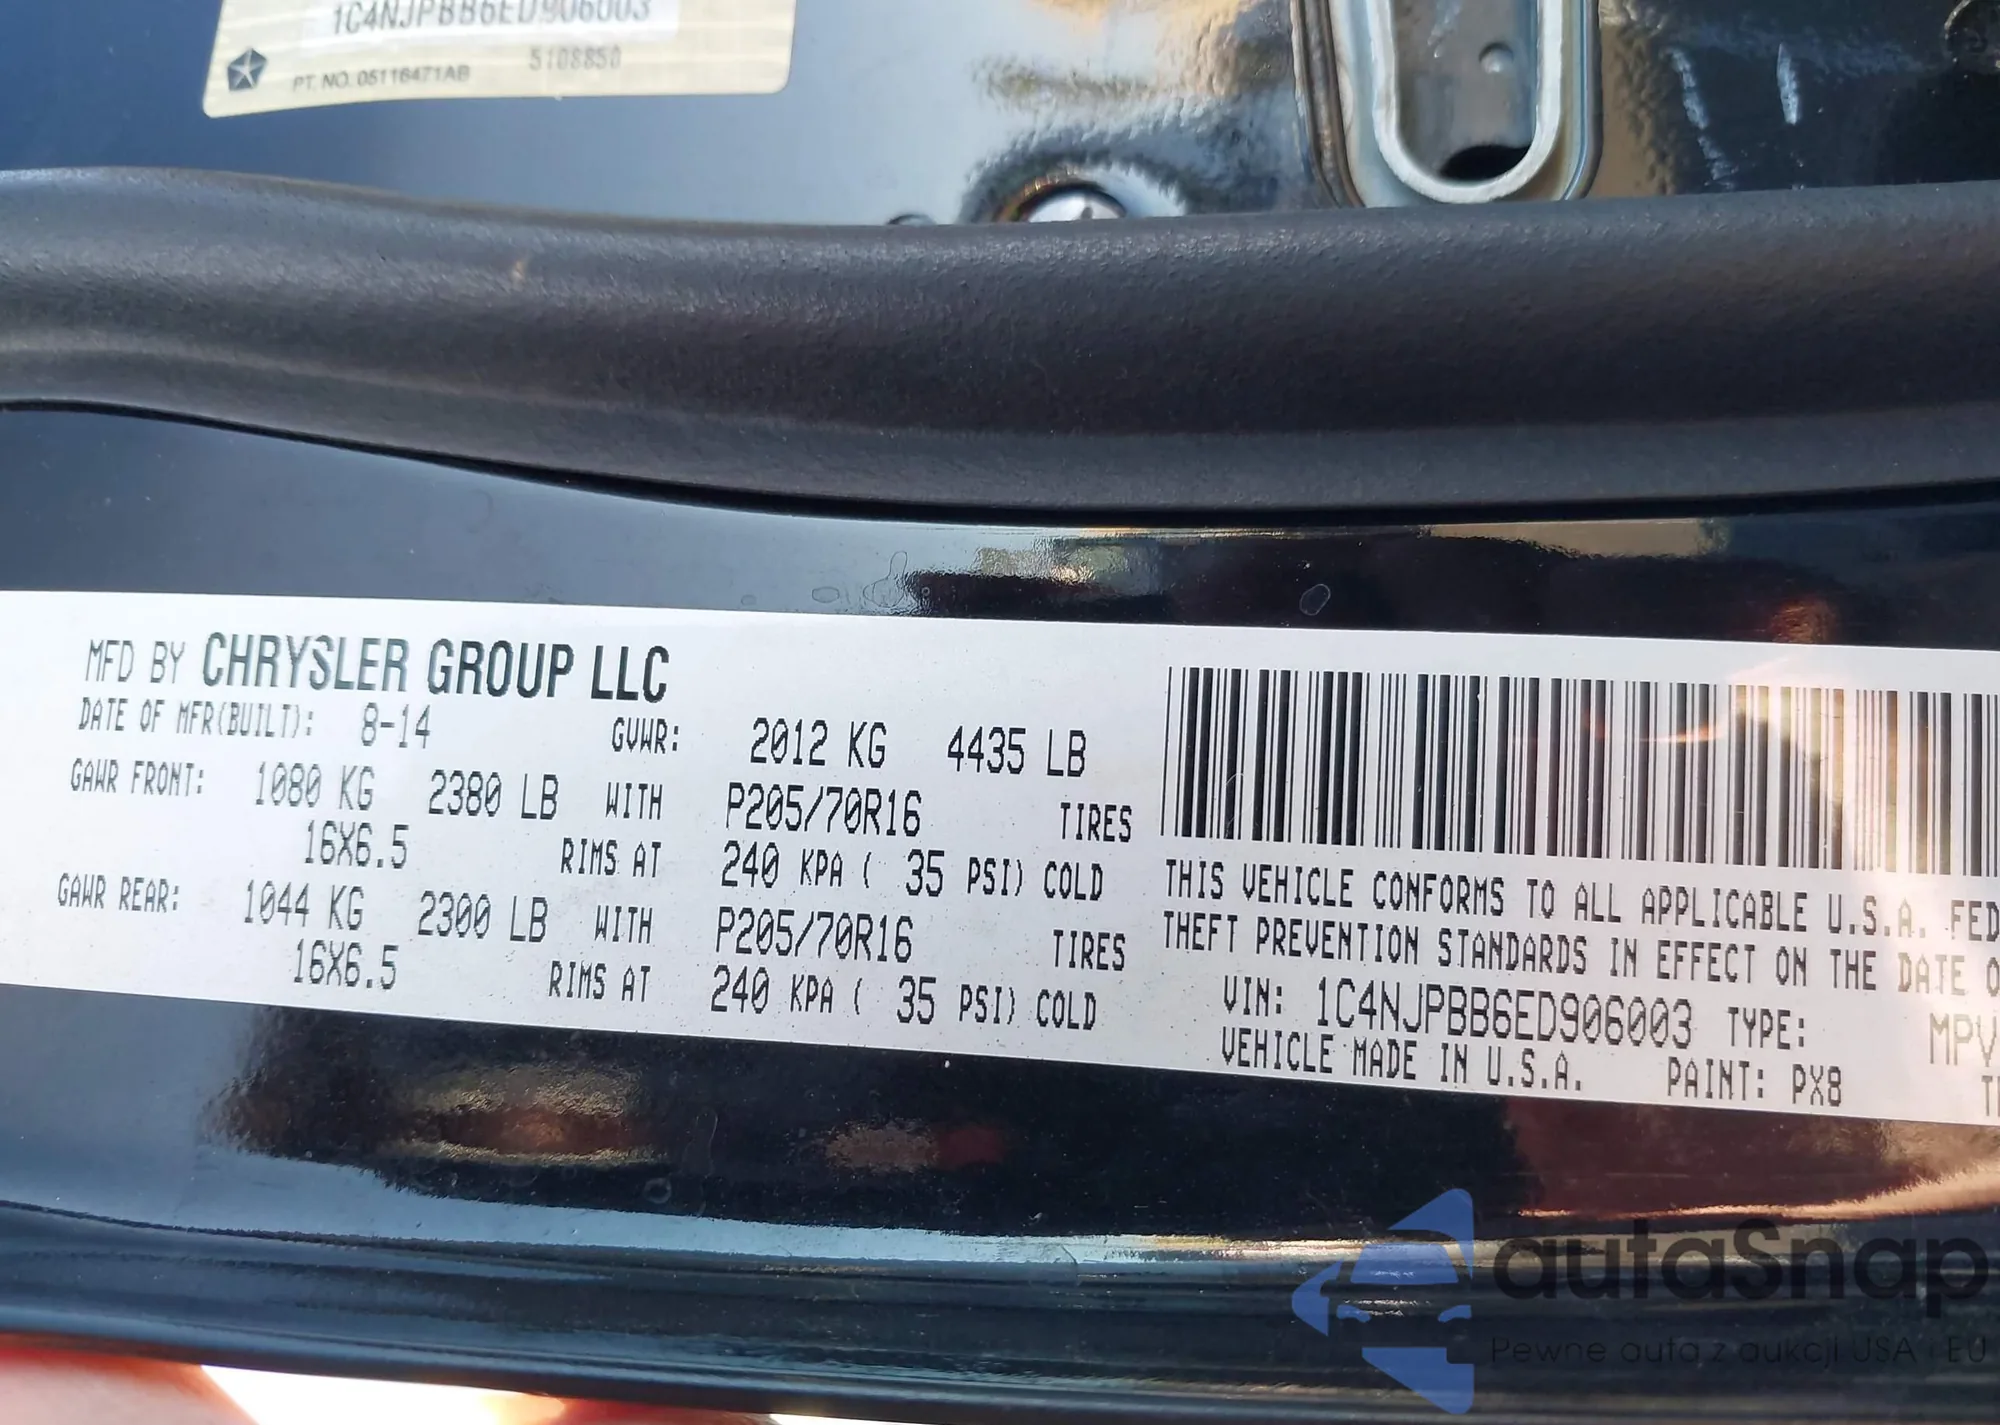 1C4NJPBB6ED906003
PT. NO. 05116471AB 5108850
MFD BY CHRYSLER GROUP LLC
DATE OF MFR(BUILT): 8-14 GVWR: 2012 KG 4435 LB
GAWR FRONT: 1080 KG 2380 LB WITH P205/70R16 TIRES
16X6.5 RIMS AT 240 KPA ( 35 PSI) COLD
GAWR REAR: 1044 KG 2300 LB WITH P205/70R16 TIRES
16X6.5 RIMS AT 240 KPA ( 35 PSI) COLD
THIS VEHICLE CONFORMS TO ALL APPLICABLE U.S.A. FED
THEFT PREVENTION STANDARDS IN EFFECT ON THE DATE O
VIN: 1C4NJPBB6ED906003 TYPE: MPV
VEHICLE MADE IN U.S.A. PAINT: PX8
autaSnap
Pewne auta z aukcji USA i EU